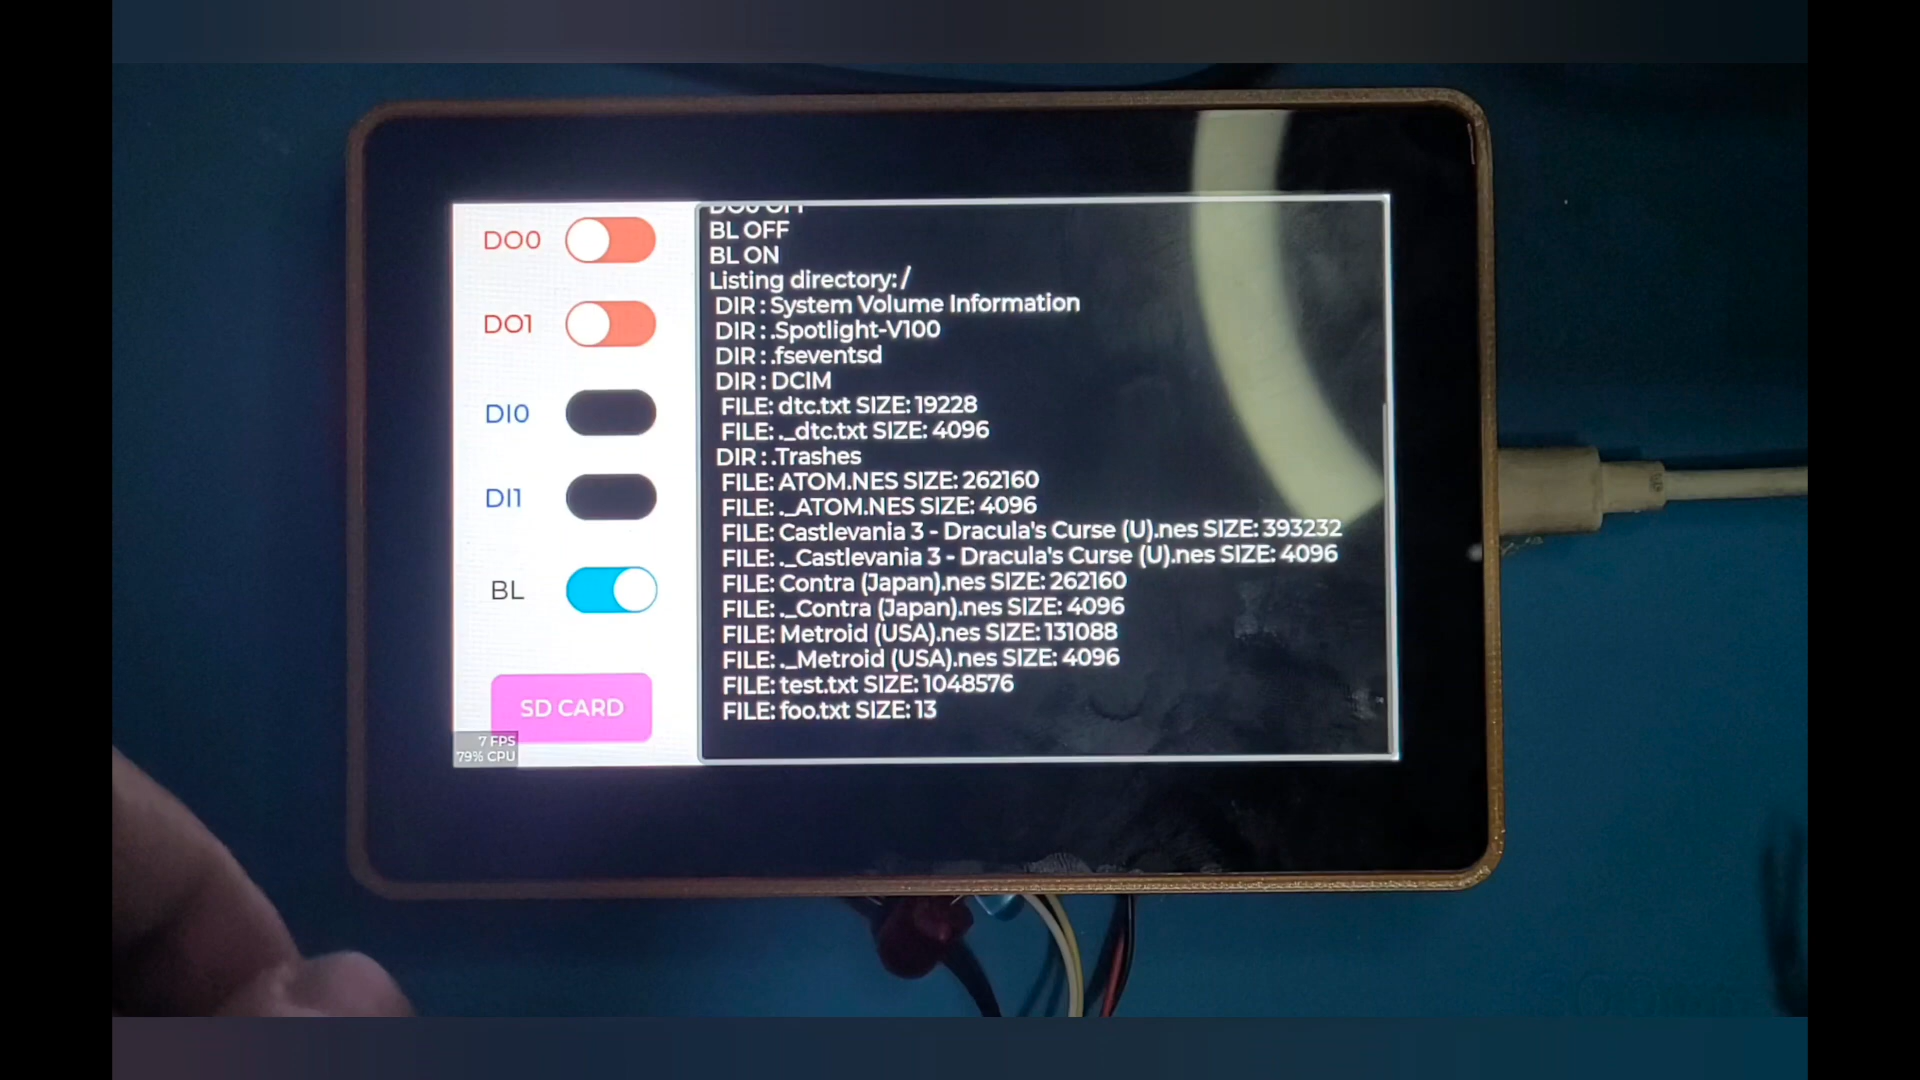 DO0
DO1
DI0
DI1
BL
SD CARD
7 FPS
79% CPU
DO0 OFF
BL OFF
BL ON
Listing directory: /
DIR : System Volume Information
DIR : .Spotlight-V100
DIR : .fseventsd
DIR : DCIM
FILE: dtc.txt SIZE: 19228
FILE: ._dtc.txt SIZE: 4096
DIR : .Trashes
FILE: ATOM.NES SIZE: 262160
FILE: ._ATOM.NES SIZE: 4096
FILE: Castlevania 3 - Dracula's Curse (U).nes SIZE: 393232
FILE: ._Castlevania 3 - Dracula's Curse (U).nes SIZE: 4096
FILE: Contra (Japan).nes SIZE: 262160
FILE: ._Contra (Japan).nes SIZE: 4096
FILE: Metroid (USA).nes SIZE: 131088
FILE: ._Metroid (USA).nes SIZE: 4096
FILE: test.txt SIZE: 1048576
FILE: foo.txt SIZE: 13